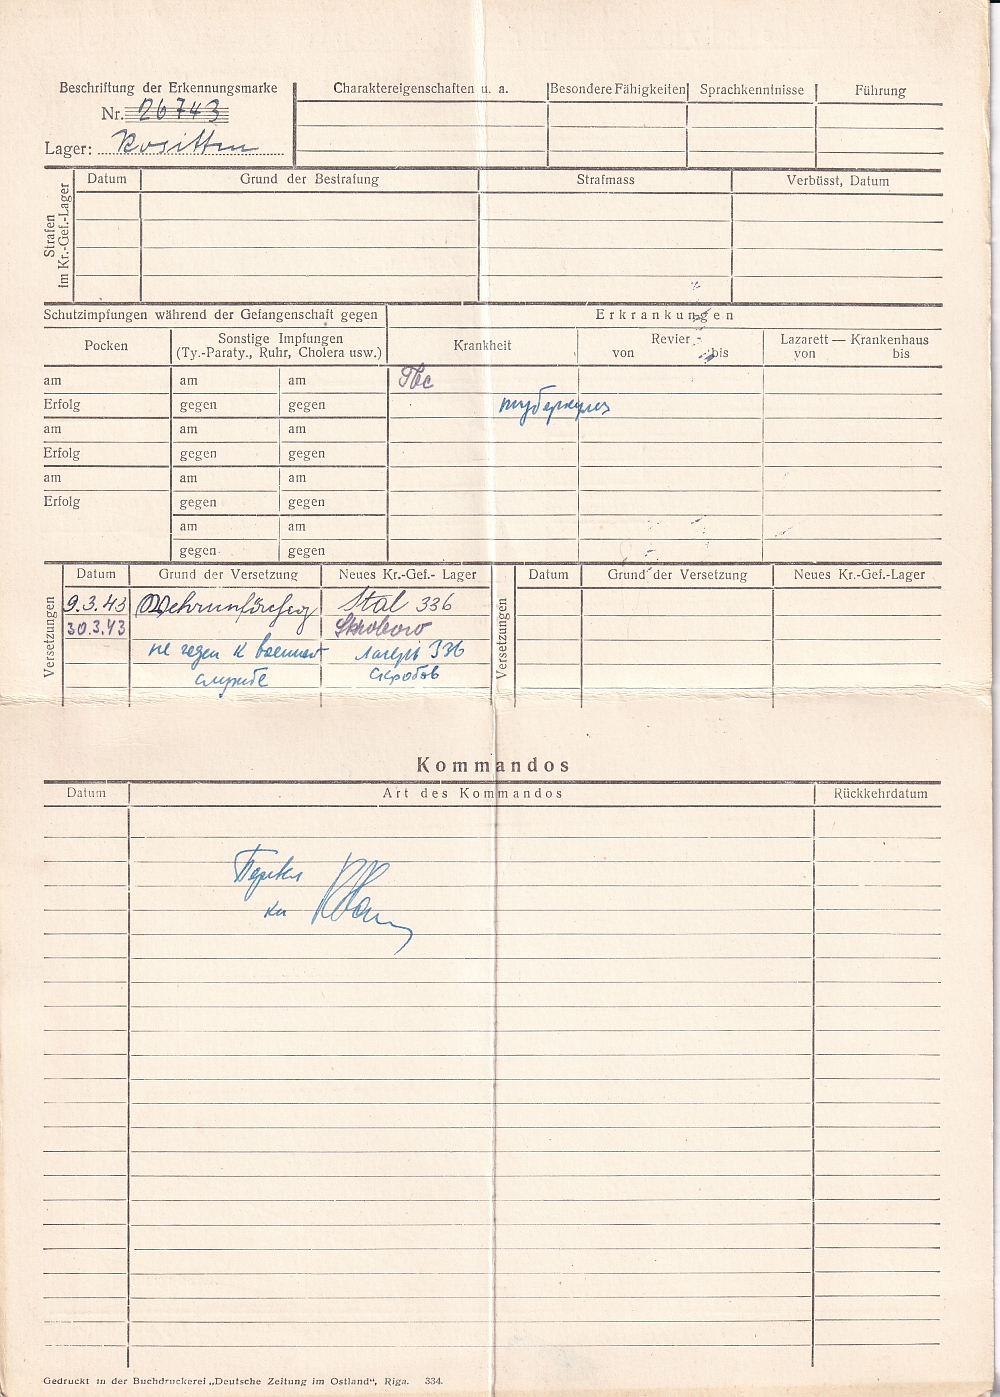 Beschriftung der Erkennungsmarke
Nr. 26743
Lager: Rositten
Charaktereigenschaften u. a.
Besondere Fähigkeiten
Sprachkenntnisse
Führung
Strafen im Kr.-Gef.-Lager
Datum
Grund der Bestrafung
Strafmass
Verbüsst, Datum
Schutzimpfungen während der Gefangenschaft gegen
Erkrankungen
Pocken
Sonstige Impfungen
(Ty.-Paraty., Ruhr, Cholera usw.)
Krankheit
Revier
von bis
Lazarett — Krankenhaus
von bis
am am am Tbc
Erfolg gegen gegen туберкулез
am am am
Erfolg gegen gegen
am am am
Erfolg gegen gegen
am am
gegen gegen
Versetzungen
Datum Grund der Versetzung Neues Kr.-Gef.- Lager
9.3.43 Stal 336
30.3.43 Skrobowo
не годен к военной лагерь 336
службе Скробов
Versetzungen
Datum Grund der Versetzung Neues Kr.-Gef.-Lager
Kommandos
Datum Art des Kommandos Rückkehrdatum
Gedruckt in der Buchdruckerei „Deutsche Zeitung im Ostland", Riga. 334.